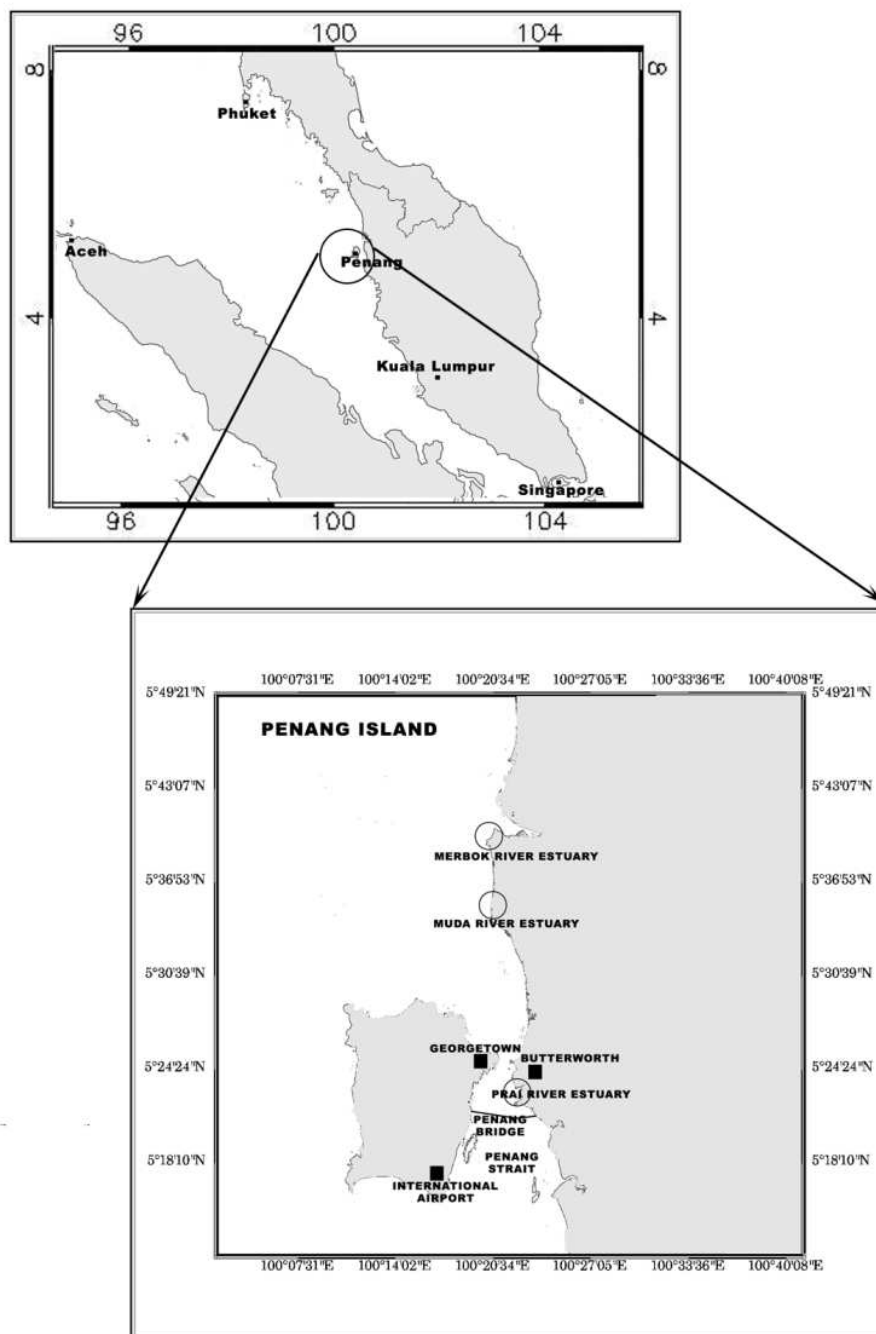 96 100 104
8 8
Phuket
Aceh
Penang
4 4
Kuala Lumpur
6
Singapore
96 100 104
100°07'31"E 100°14'02"E 100°20'34"E 100°27'05"E 100°33'36"E 100°40'08"E
5°49'21"N 5°49'21"N
PENANG ISLAND
5°43'07"N 5°43'07"N
MERBOK RIVER ESTUARY
5°36'53"N 5°36'53"N
MUDA RIVER ESTUARY
5°30'39"N 5°30'39"N
GEORGETOWN
BUTTERWORTH
5°24'24"N 5°24'24"N
PRAI RIVER ESTUARY
PENANG
BRIDGE
PENANG
STRAIT
5°18'10"N 5°18'10"N
INTERNATIONAL
AIRPORT
100°07'31"E 100°14'02"E 100°20'34"E 100°27'05"E 100°33'36"E 100°40'08"E